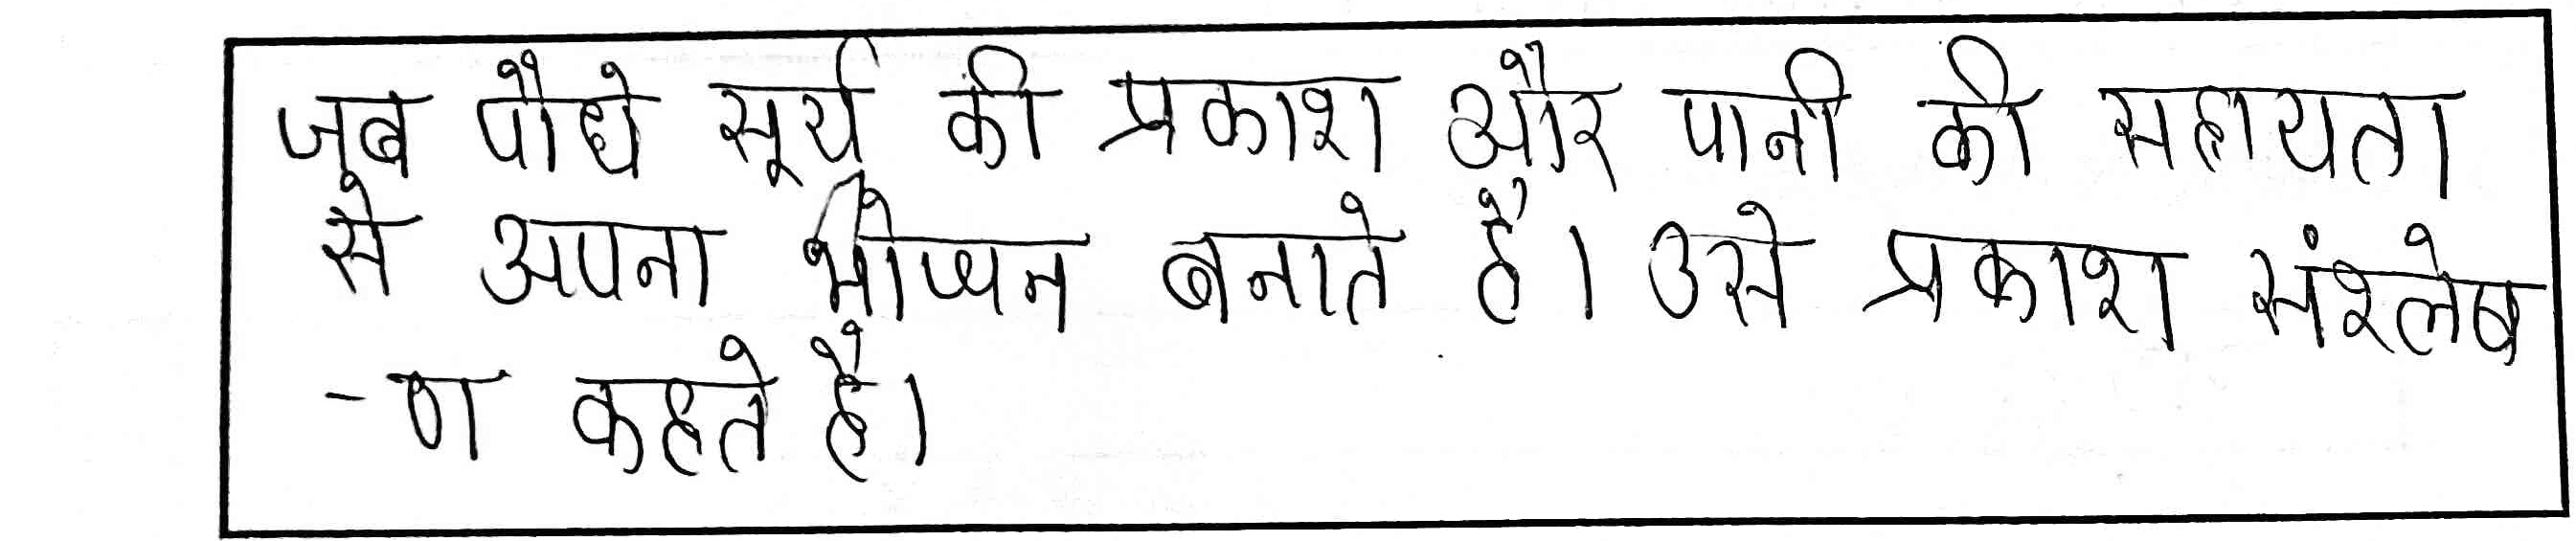 जब पौधे सूर्य की प्रकाश और पानी की सहायता
से अपना भोजन बनाते है। उसे प्रकाश संश्लेष
-ण कहते है।